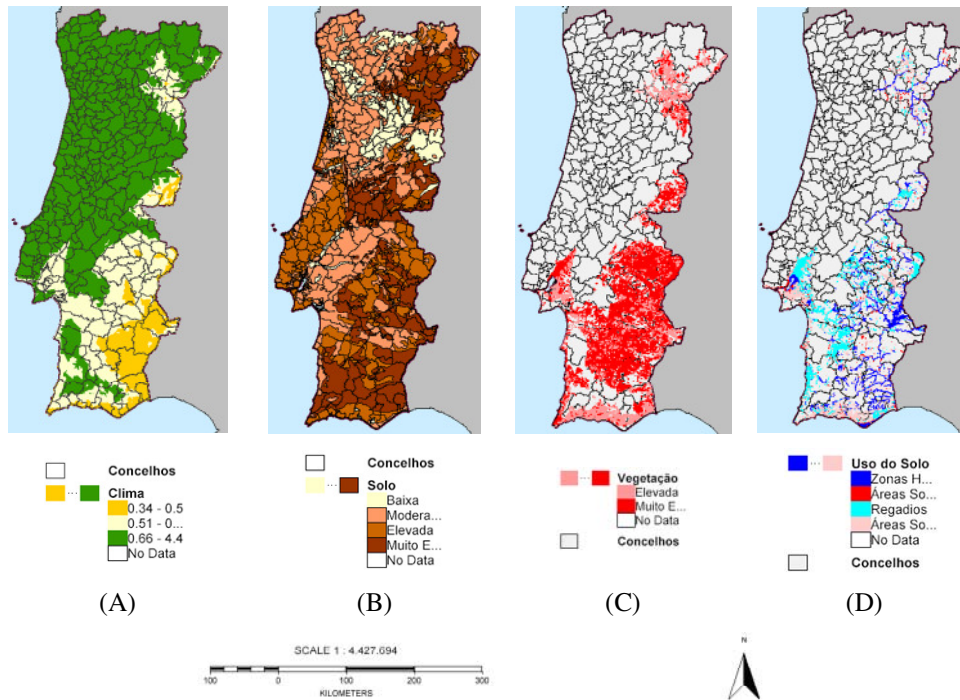 Concelhos
Clima
0.34 - 0.5
0.51 - 0...
0.66 - 4.4
No Data
(A)
Concelhos
Solo
Baixa
Modera...
Elevada
Muito E...
No Data
(B)
Vegetação
Elevada
Muito E...
No Data
Concelhos
(C)
Uso do Solo
Zonas H...
Áreas So...
Regadios
Áreas So...
No Data
Concelhos
(D)
SCALE 1 : 4.427.694
100 0 100 200 300
KILOMETERS
N